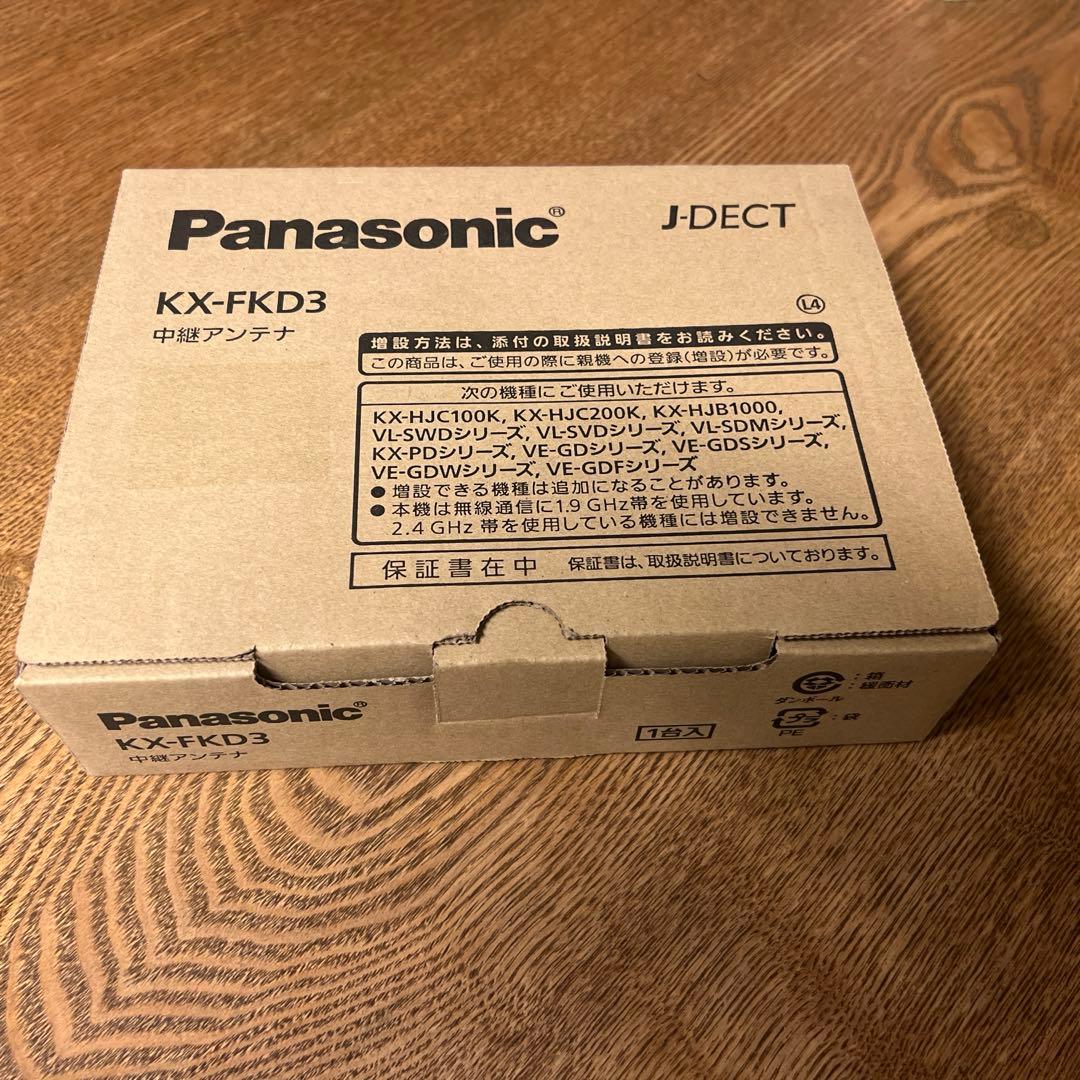 Panasonic®
J-DECT
KX-FKD3
中継アンテナ
L4
増設方法は、添付の取扱説明書をお読みください。
この商品は、ご使用の際に親機への登録(増設)が必要です。
次の機種にご使用いただけます。
KX-HJC100K, KX-HJC200K, KX-HJB1000,
VL-SWDシリーズ, VL-SVDシリーズ, VL-SDMシリーズ,
KX-PDシリーズ, VE-GDシリーズ, VE-GDSシリーズ,
VE-GDWシリーズ, VE-GDFシリーズ
● 増設できる機種は追加になることがあります。
● 本機は無線通信に1.9 GHz帯を使用しています。
2.4 GHz 帯を使用している機種には増設できません。
保証書在中 保証書は、取扱説明書についております。
Panasonic®
KX-FKD3
中継アンテナ
1台入
:箱
:緩衝材
ダンボール
プラ
:袋
PE